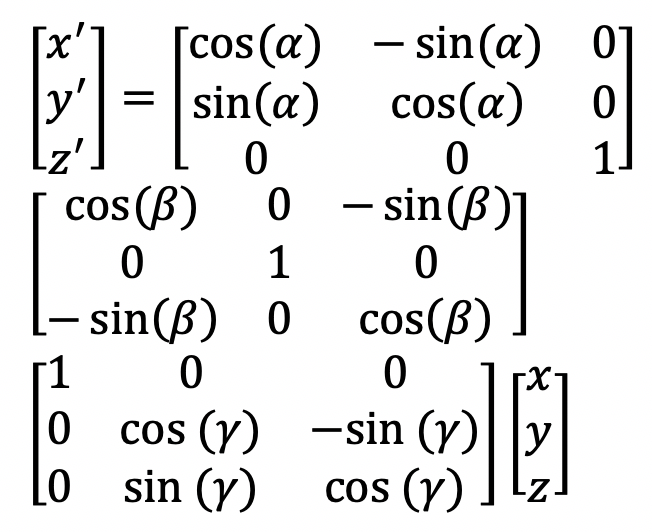 [x'] = [cos(α) − sin(α) 0]
[y'] [sin(α) cos(α) 0]
[z'] [0 0 1]
[cos(β) 0 − sin(β)]
[0 1 0]
[− sin(β) 0 cos(β)]
[1 0 0] [x]
[0 cos (γ) −sin (γ)] [y]
[0 sin (γ) cos (γ)] [z]